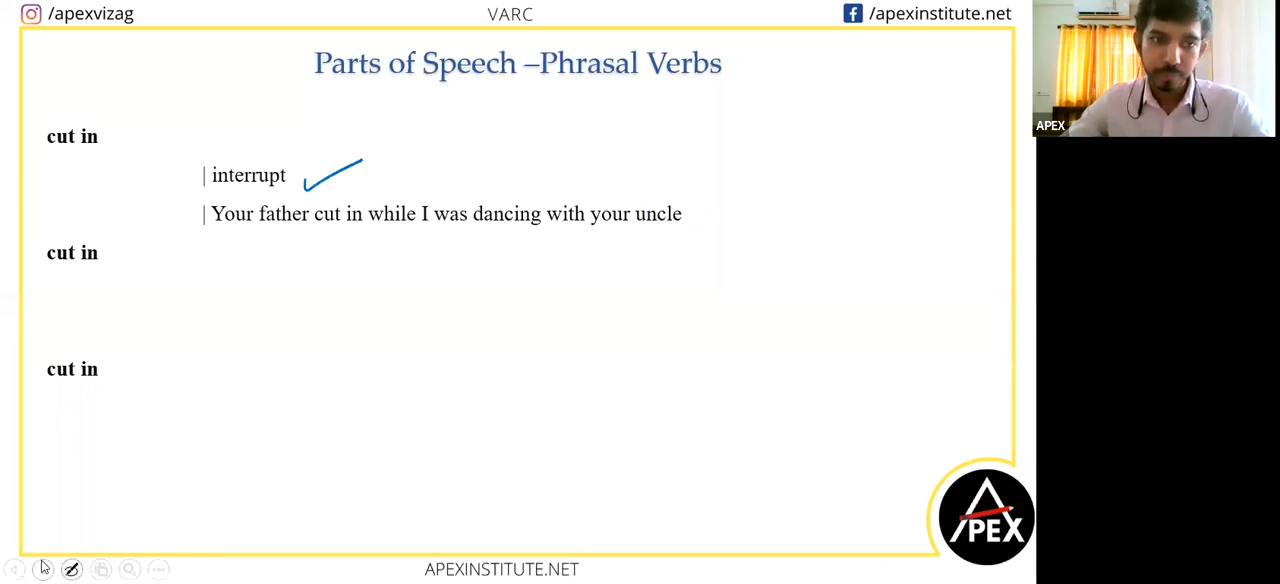 /apexvizag
VARC
/apexinstitute.net
Parts of Speech –Phrasal Verbs
cut in
| interrupt
| Your father cut in while I was dancing with your uncle
cut in
cut in
APEX
APEX
APEXINSTITUTE.NET